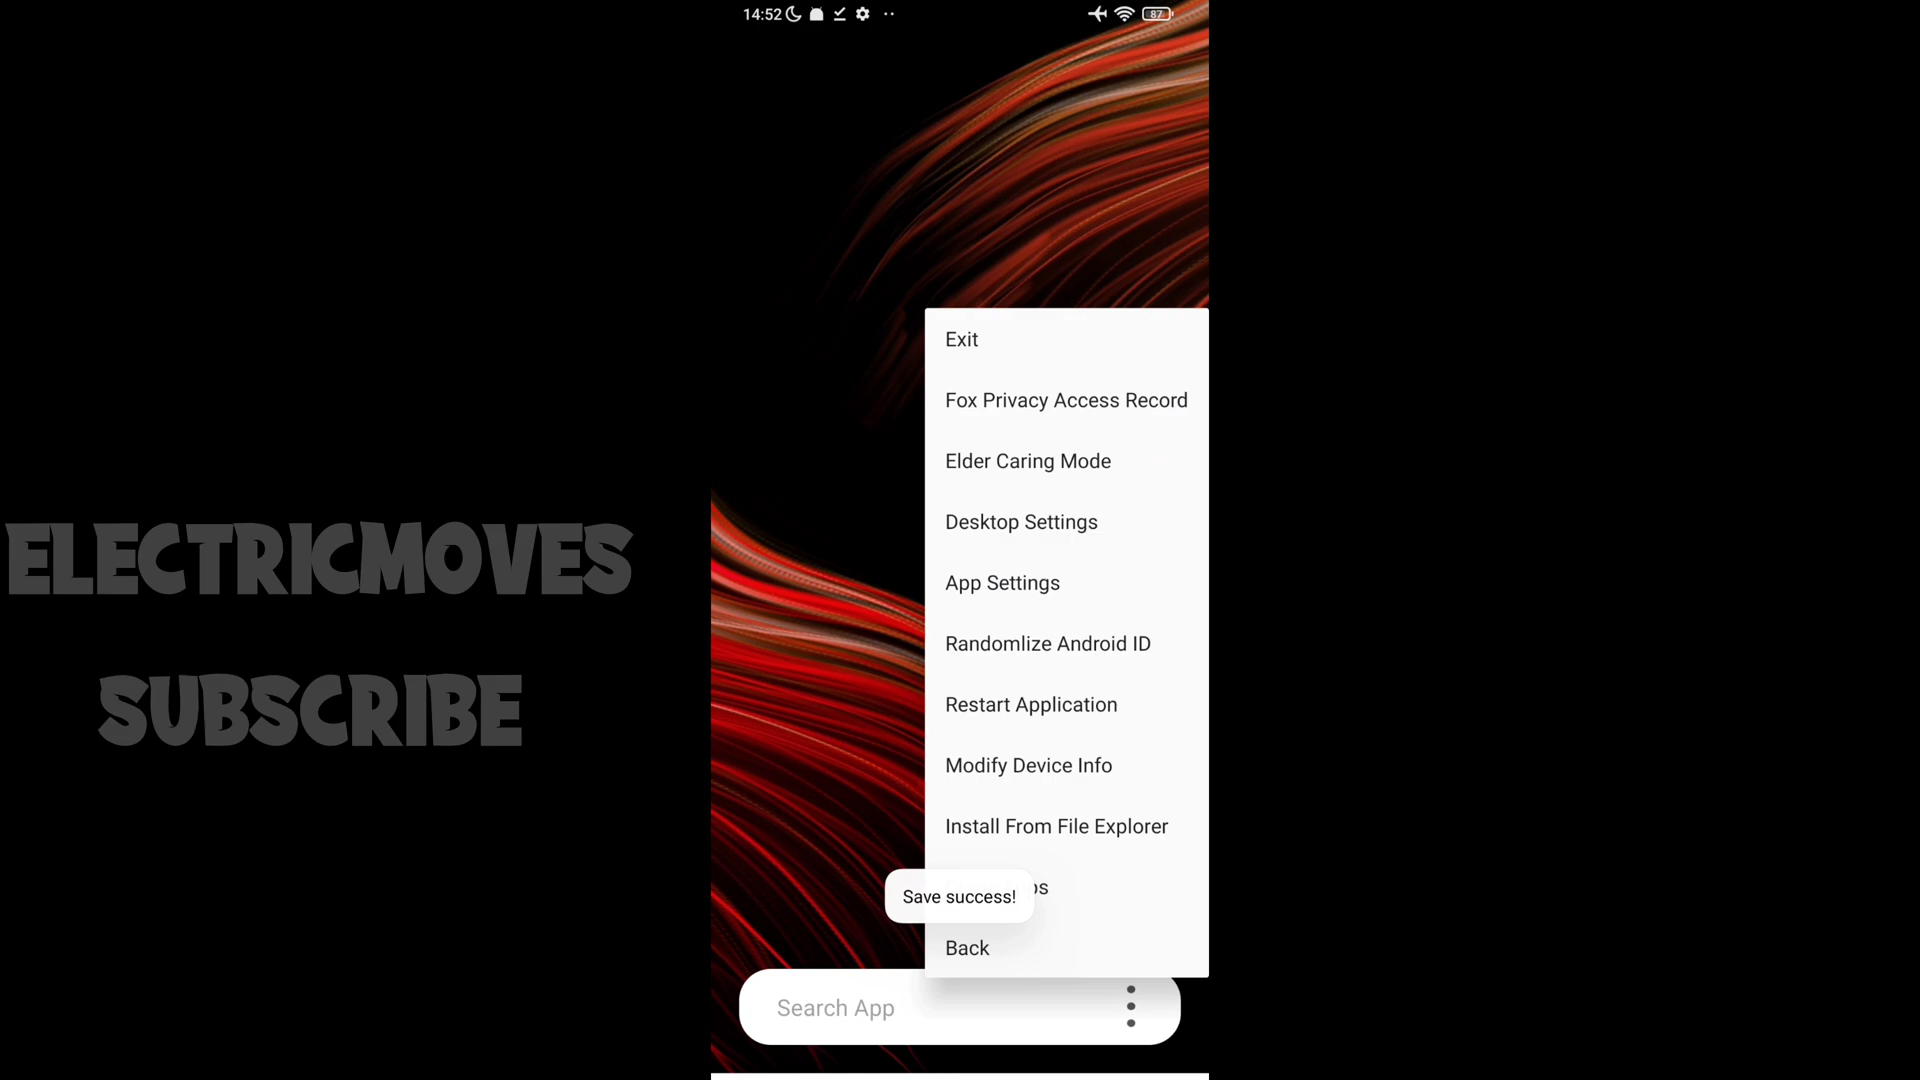 14:52
87
Exit
Fox Privacy Access Record
Elder Caring Mode
Desktop Settings
App Settings
Randomlize Android ID
Restart Application
Modify Device Info
Install From File Explorer
Save success!
Back
Search App
ELECTRICMOVES
SUBSCRIBE